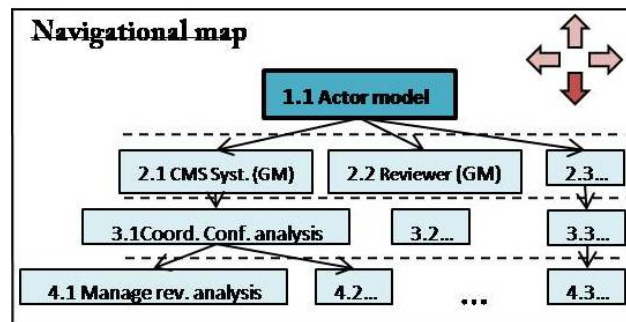 Navigational map
1.1 Actor model
2.1 CMS Syst. (GM)
2.2 Reviewer (GM)
2.3...
3.1Coord. Conf. analysis
3.2...
3.3...
4.1 Manage rev. analysis
4.2...
...
4.3...